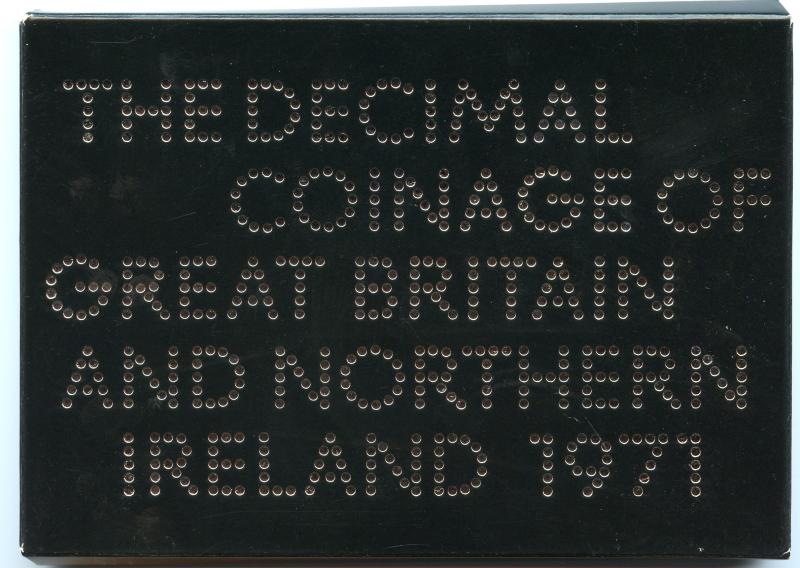 THE DECIMAL
COINAGE OF
GREAT BRITAIN
AND NORTHERN
IRELAND 1971